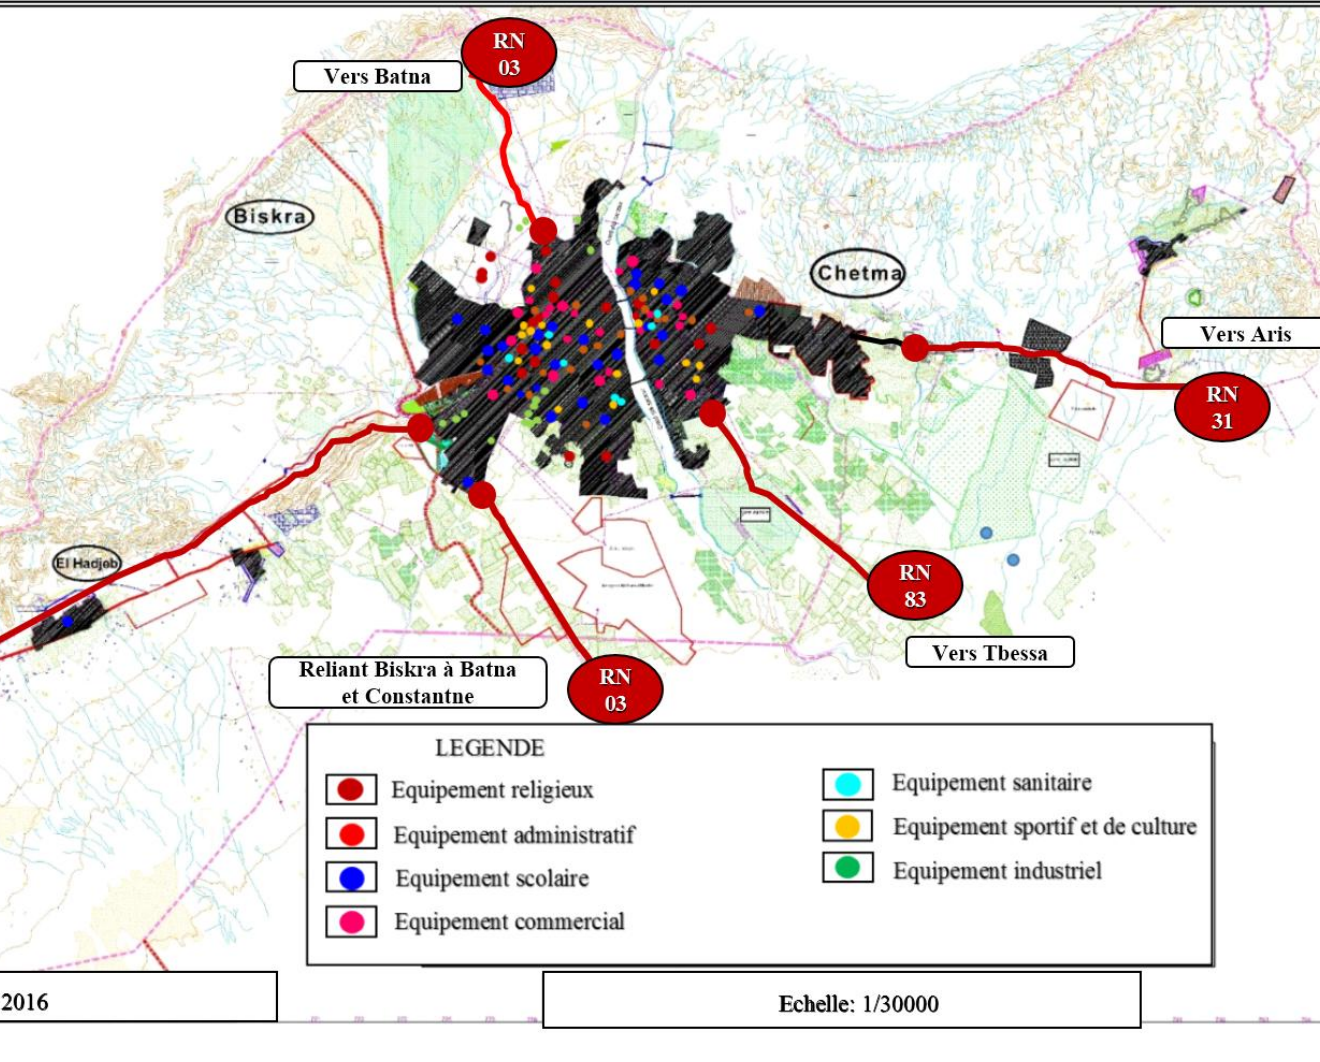 RN
03
Vers Batna
Biskra
Chetma
Vers Aris
RN
31
El Hadjeb
RN
83
Vers Tbessa
Reliant Biskra à Batna
et Constantne
RN
03
LEGENDE
Equipement religieux
Equipement administratif
Equipement scolaire
Equipement commercial
Equipement sanitaire
Equipement sportif et de culture
Equipement industriel
2016
Echelle: 1/30000